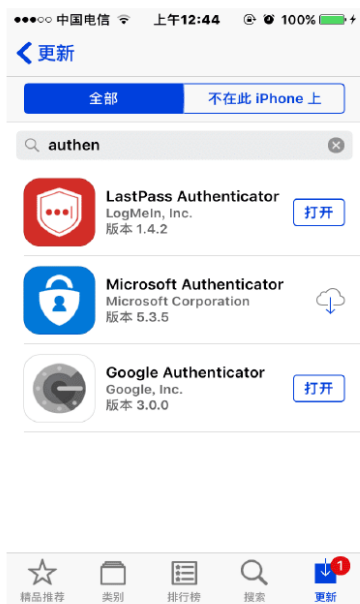 中国电信 上午12:44 100%
更新
全部 不在此 iPhone 上
authen
LastPass Authenticator
LogMeIn, Inc.
版本 1.4.2
打开
Microsoft Authenticator
Microsoft Corporation
版本 5.3.5
Google Authenticator
Google, Inc.
版本 3.0.0
打开
1
精品推荐 类别 排行榜 搜索 更新